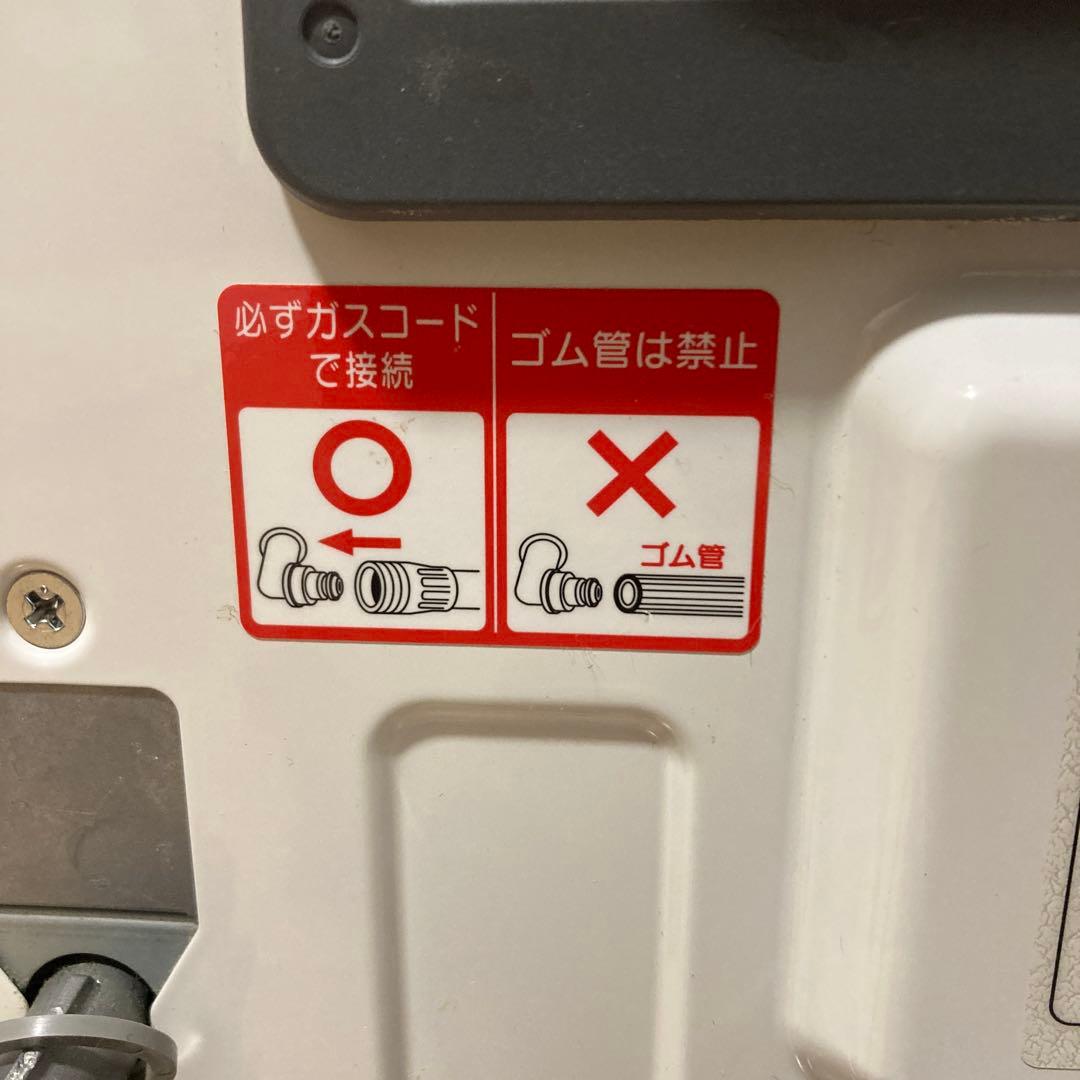 必ずガスコード
で接続
ゴム管は禁止
ゴム管